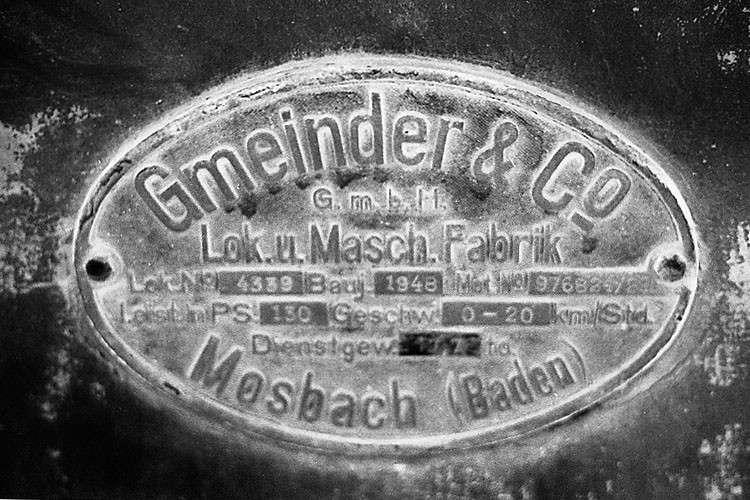 Gmeinder & Co.
G.m.b.H.
Lok.u.Masch.Fabrik
Lok.No 4339 Bauj. 1948 Mot.No
Leist.in PS. 130 Geschw. 0-20 km/Std.
Dienstgew.
Mosbach (Baden)